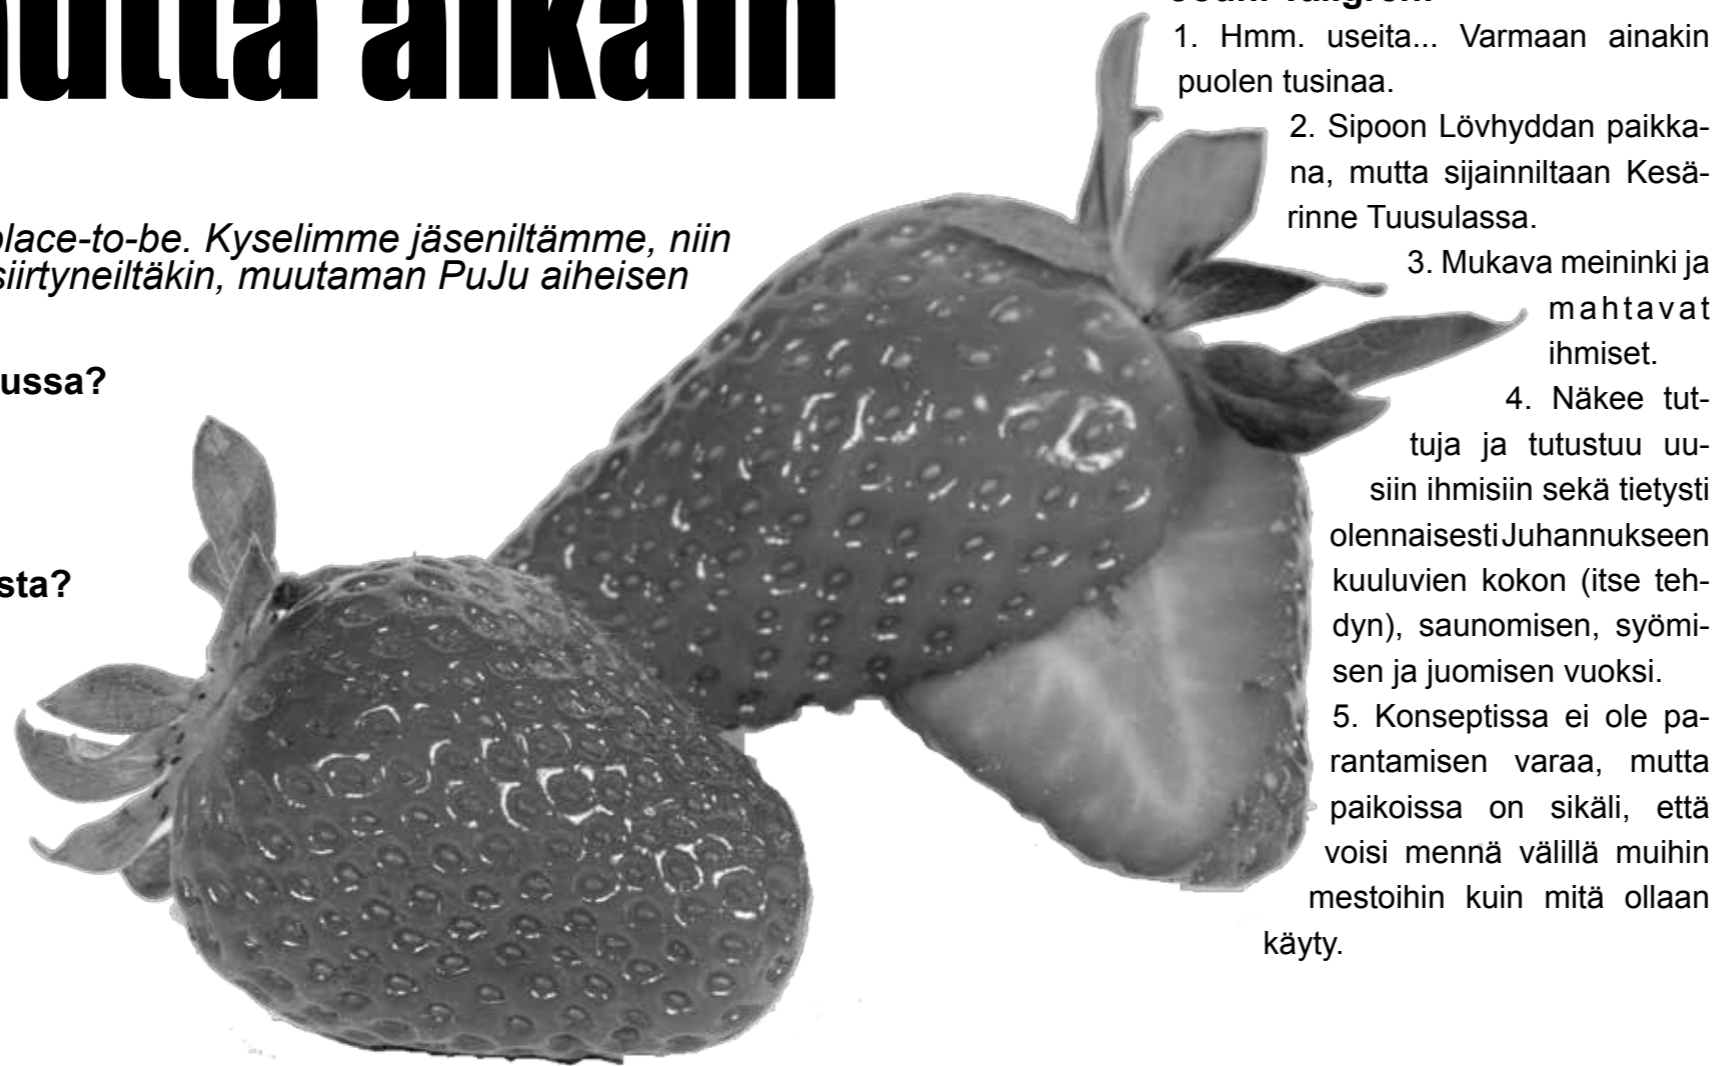 mutta aikain
place-to-be. Kyselimme jäseniltämme, niin
siirtyneiltäkin, muutaman PuJu aiheisen
ussa?
sta?
1. Hmm. useita... Varmaan ainakin
puolen tusinaa.
2. Sipoon Lövhyddan paikka-
na, mutta sijainniltaan Kesä-
rinne Tuusulassa.
3. Mukava meininki ja
mahtavat
ihmiset.
4. Näkee tut-
tuja ja tutustuu uu-
siin ihmisiin sekä tietysti
olennaisesti Juhannukseen
kuuluvien kokon (itse teh-
dyn), saunomisen, syömi-
sen ja juomisen vuoksi.
5. Konseptissa ei ole pa-
rantamisen varaa, mutta
paikoissa on sikäli, että
voisi mennä välillä muihin
mestoihin kuin mitä ollaan
käyty.